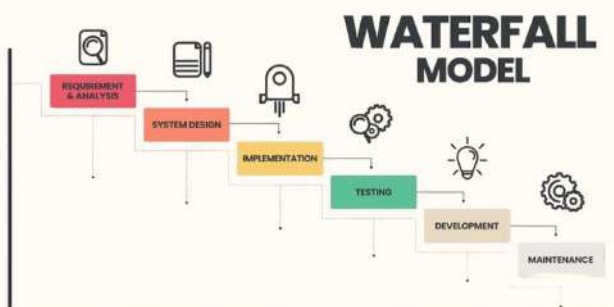 WATERFALL
MODEL
REQUIREMENT
& ANALYSIS
SYSTEM DESIGN
IMPLEMENTATION
TESTING
DEVELOPMENT
MAINTENANCE